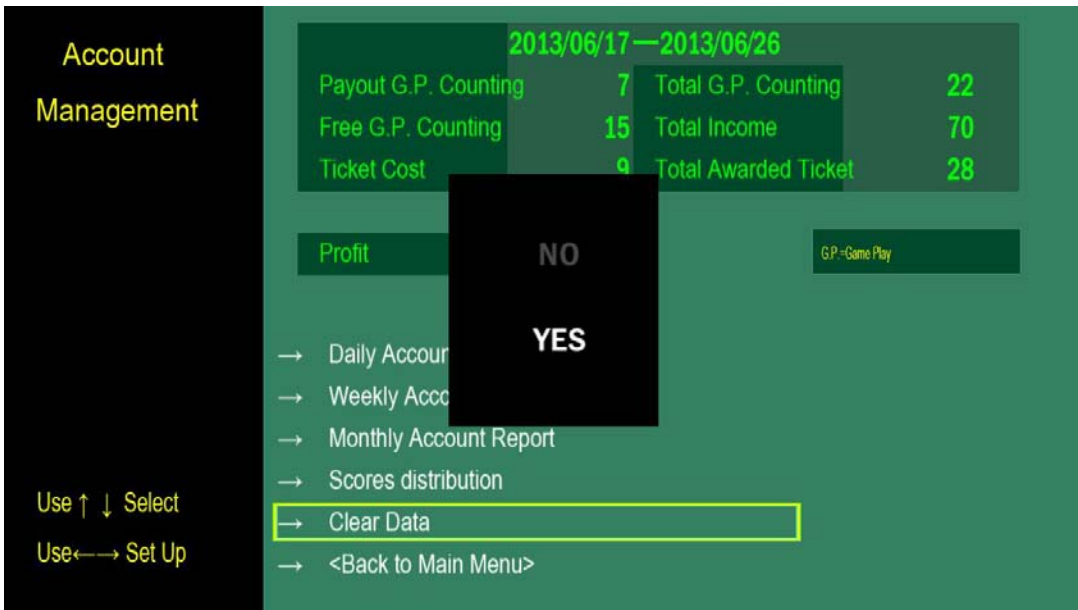 Account
Management
2013/06/17—2013/06/26
Payout G.P. Counting 7 Total G.P. Counting 22
Free G.P. Counting 15 Total Income 70
Ticket Cost 9 Total Awarded Ticket 28
Profit
G.P.=Game Play
NO
YES
→ Daily
→ Weekly
→ Monthly Account Report
→ Scores distribution
→ Clear Data
→ <Back to Main Menu>
Use ↑ ↓ Select
Use←→ Set Up